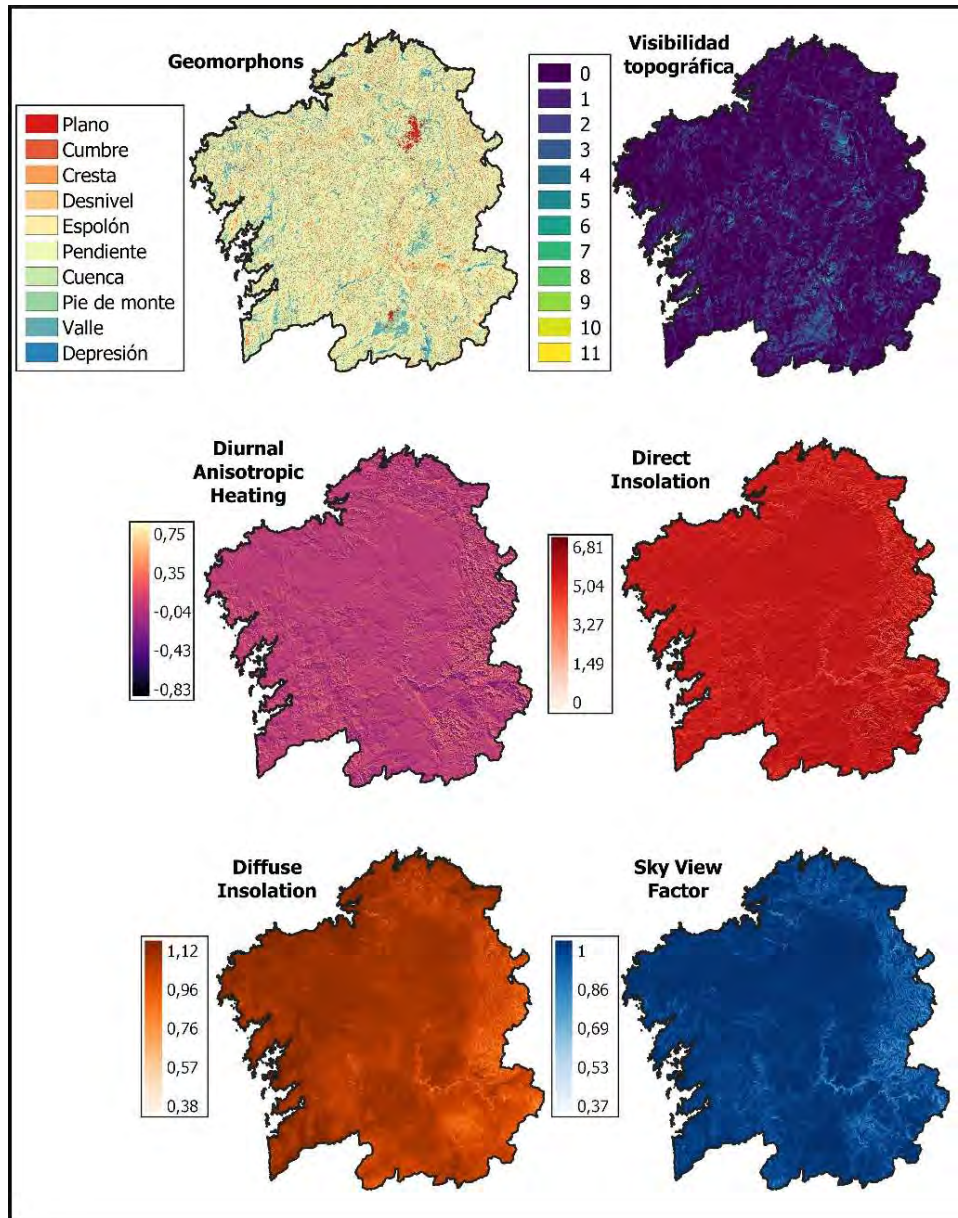 Geomorphons
Plano
Cumbre
Cresta
Desnivel
Espolón
Pendiente
Cuenca
Pie de monte
Valle
Depresión
Visibilidad
topográfica
0
1
2
3
4
5
6
7
8
9
10
11
Diurnal
Anisotropic
Heating
0,75
0,35
-0,04
-0,43
-0,83
Direct
Insolation
6,81
5,04
3,27
1,49
0
Diffuse
Insolation
1,12
0,96
0,76
0,57
0,38
Sky View
Factor
1
0,86
0,69
0,53
0,37